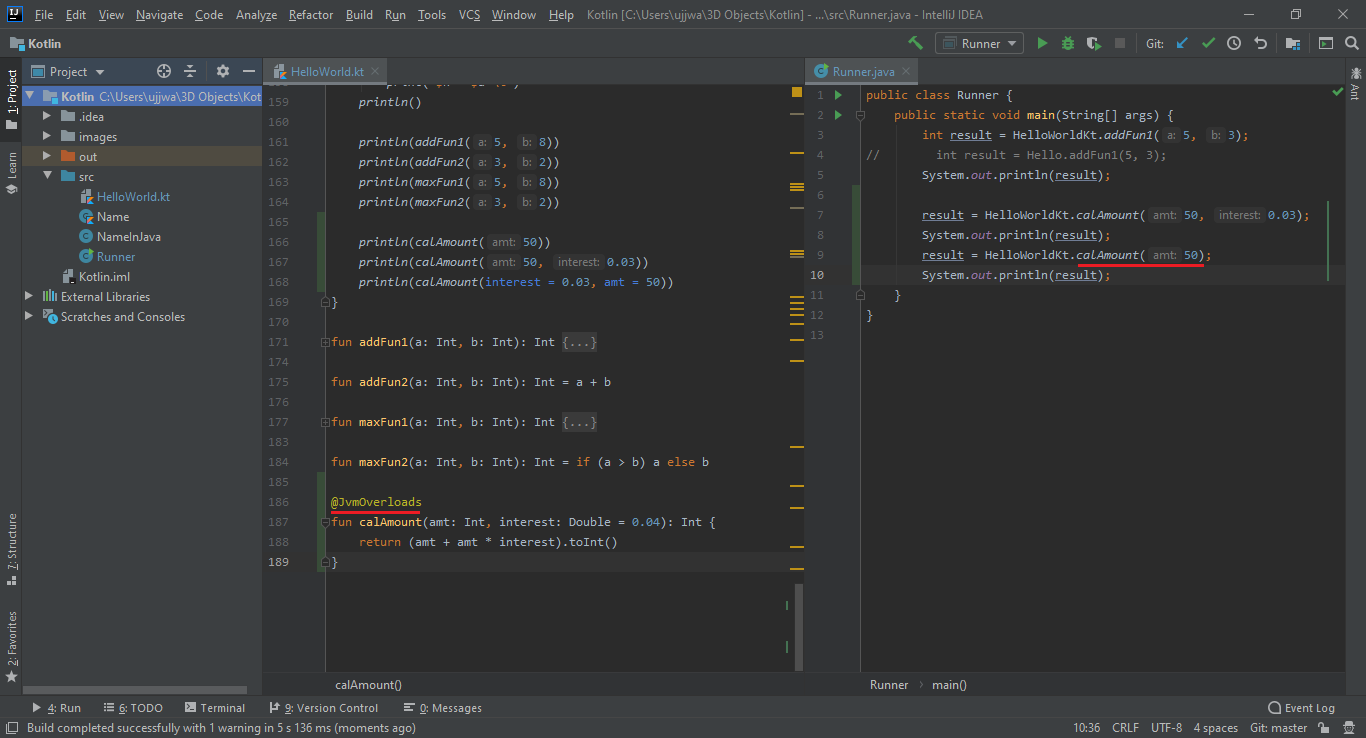 File Edit View Navigate Code Analyze Refactor Build Run Tools VCS Window Help Kotlin [C:\Users\ujjwa\3D Objects\Kotlin] - ...\src\Runner.java - IntelliJ IDEA
Kotlin
Runner
Git:
1: Project
Learn
7: Structure
2: Favorites
Project
Kotlin C:\Users\ujjwa\3D Objects\Kot
.idea
images
out
src
HelloWorld.kt
Name
NameInJava
Runner
Kotlin.iml
External Libraries
Scratches and Consoles
HelloWorld.kt
159 println()
160
161 println(addFun1( a: 5, b: 8))
162 println(addFun2( a: 3, b: 2))
163 println(maxFun1( a: 5, b: 8))
164 println(maxFun2( a: 3, b: 2))
165
166 println(calAmount( amt: 50))
167 println(calAmount( amt: 50, interest: 0.03))
168 println(calAmount(interest = 0.03, amt = 50))
169 }
170
171 fun addFun1(a: Int, b: Int): Int {...}
174
175 fun addFun2(a: Int, b: Int): Int = a + b
176
177 fun maxFun1(a: Int, b: Int): Int {...}
183
184 fun maxFun2(a: Int, b: Int): Int = if (a > b) a else b
185
186 @JvmOverloads
187 fun calAmount(amt: Int, interest: Double = 0.04): Int {
188 return (amt + amt * interest).toInt()
189 }
calAmount()
Runner.java
1 public class Runner {
2 public static void main(String[] args) {
3 int result = HelloWorldKt.addFun1( a: 5, b: 3);
4 // int result = Hello.addFun1(5, 3);
5 System.out.println(result);
6
7 result = HelloWorldKt.calAmount( amt: 50, interest: 0.03);
8 System.out.println(result);
9 result = HelloWorldKt.calAmount( amt: 50);
10 System.out.println(result);
11 }
12 }
13
Runner › main()
Ant
4: Run 6: TODO Terminal 9: Version Control 0: Messages Event Log
Build completed successfully with 1 warning in 5 s 136 ms (moments ago) 10:36 CRLF UTF-8 4 spaces Git: master